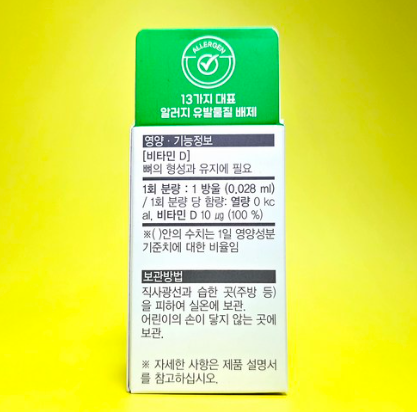 ALLERGEN
13가지 대표
알러지 유발물질 배제
영양 · 기능정보
[비타민 D]
뼈의 형성과 유지에 필요
1회 분량 : 1 방울 (0.028 ml)
/ 1회 분량 당 함량: 열량 0 kc
al, 비타민 D 10 ㎍ (100 %)
※( )안의 수치는 1일 영양성분
기준치에 대한 비율임
보관방법
직사광선과 습한 곳(주방 등)
을 피하여 실온에 보관.
어린이의 손이 닿지 않는 곳에
보관.
※ 자세한 사항은 제품 설명서
를 참고하십시오.